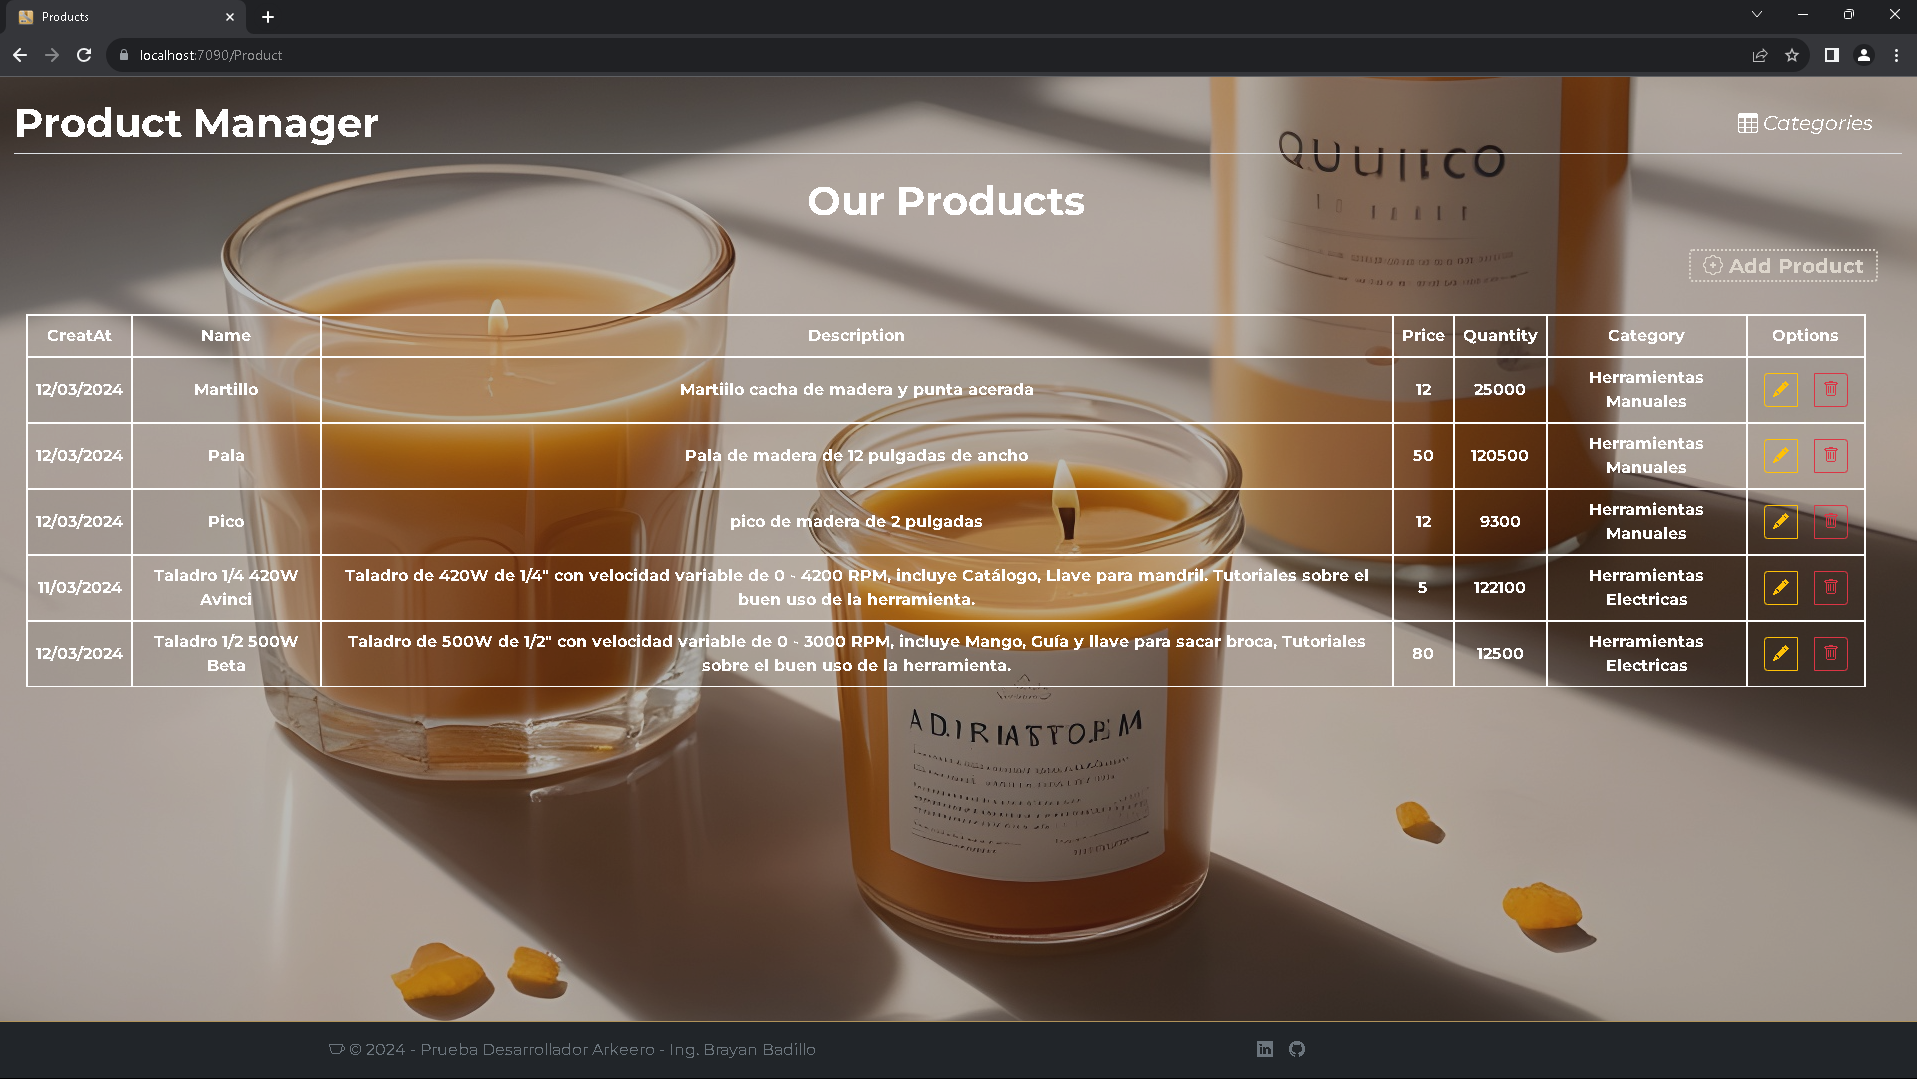 Products
localhost:7090/Product
Product Manager
Categories
Our Products
Add Product
CreatAt Name Description Price Quantity Category Options
12/03/2024 Martillo Martiilo cacha de madera y punta acerada 12 25000 Herramientas
Manuales
12/03/2024 Pala Pala de madera de 12 pulgadas de ancho 50 120500 Herramientas
Manuales
12/03/2024 Pico pico de madera de 2 pulgadas 12 9300 Herramientas
Manuales
11/03/2024 Taladro 1/4 420W Taladro de 420W de 1/4" con velocidad variable de 0 - 4200 RPM, incluye Catálogo, Llave para mandril. Tutoriales sobre el 5 122100 Herramientas
Avinci buen uso de la herramienta. Electricas
12/03/2024 Taladro 1/2 500W Taladro de 500W de 1/2" con velocidad variable de 0 - 3000 RPM, incluye Mango, Guía y llave para sacar broca, Tutoriales 80 12500 Herramientas
Beta sobre el buen uso de la herramienta. Electricas
© 2024 - Prueba Desarrollador Arkeero - Ing. Brayan Badillo